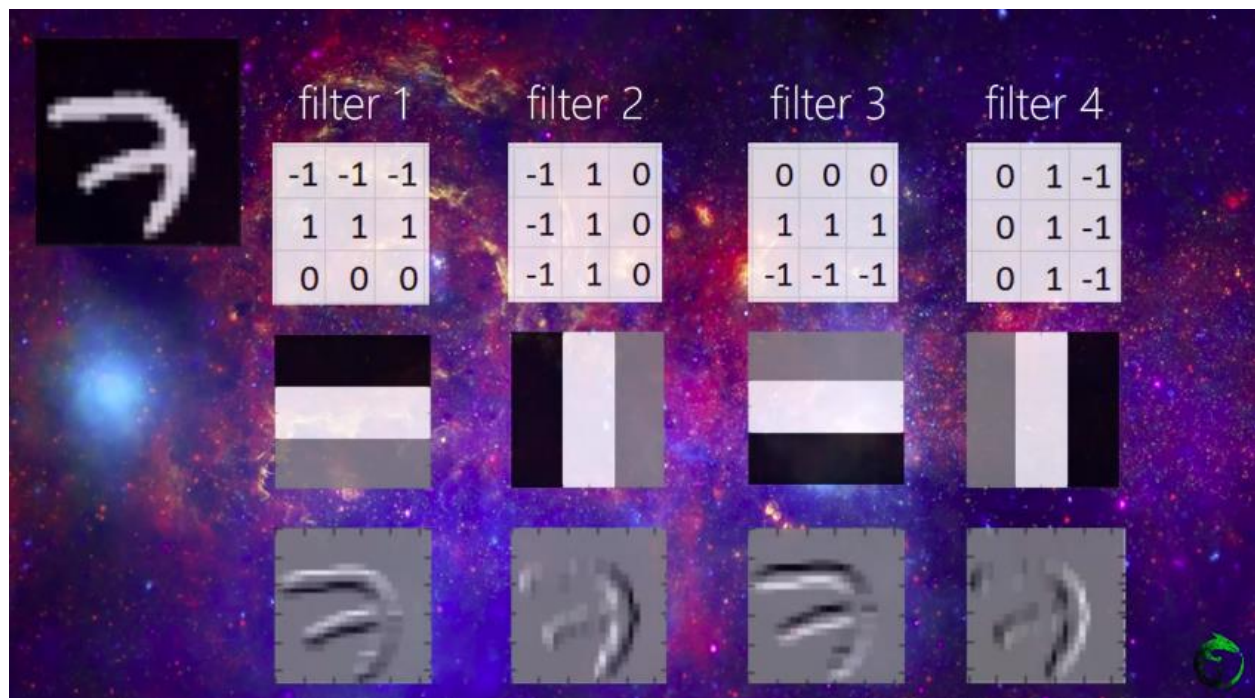 filter 1 filter 2 filter 3 filter 4
-1 -1 -1 -1 1 0 0 0 0 0 1 -1
1 1 1 -1 1 0 1 1 1 0 1 -1
0 0 0 -1 1 0 -1 -1 -1 0 1 -1